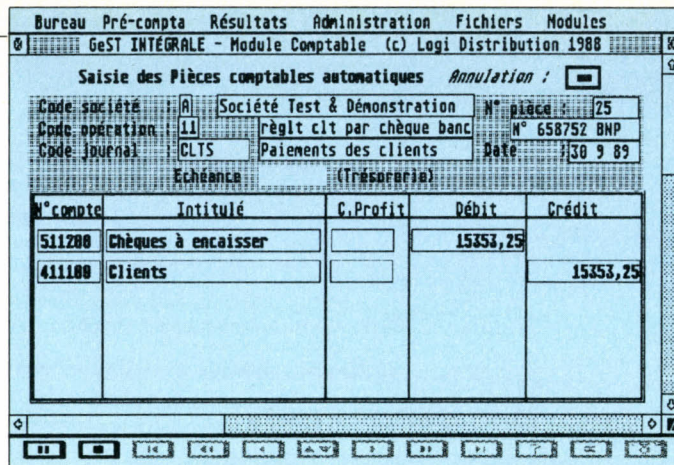 Bureau Pré-compta Résultats Administration Fichiers Modules
GeST INTÉGRALE - Module Comptable (c) Logi Distribution 1988
Saisie des Pièces comptables automatiques Annulation :
Code société : A Société Test & Démonstration N° pièce : 25
Code opération : 11 règlt clt par chèque banc N° 658752 BNP
Code journal : CLTS Paiements des clients Date : 30 9 89
Echéance (Trésorerie)
N°compte Intitulé C.Profit Débit Crédit
511200 Chèques à encaisser 15353,25
411100 Clients 15353,25